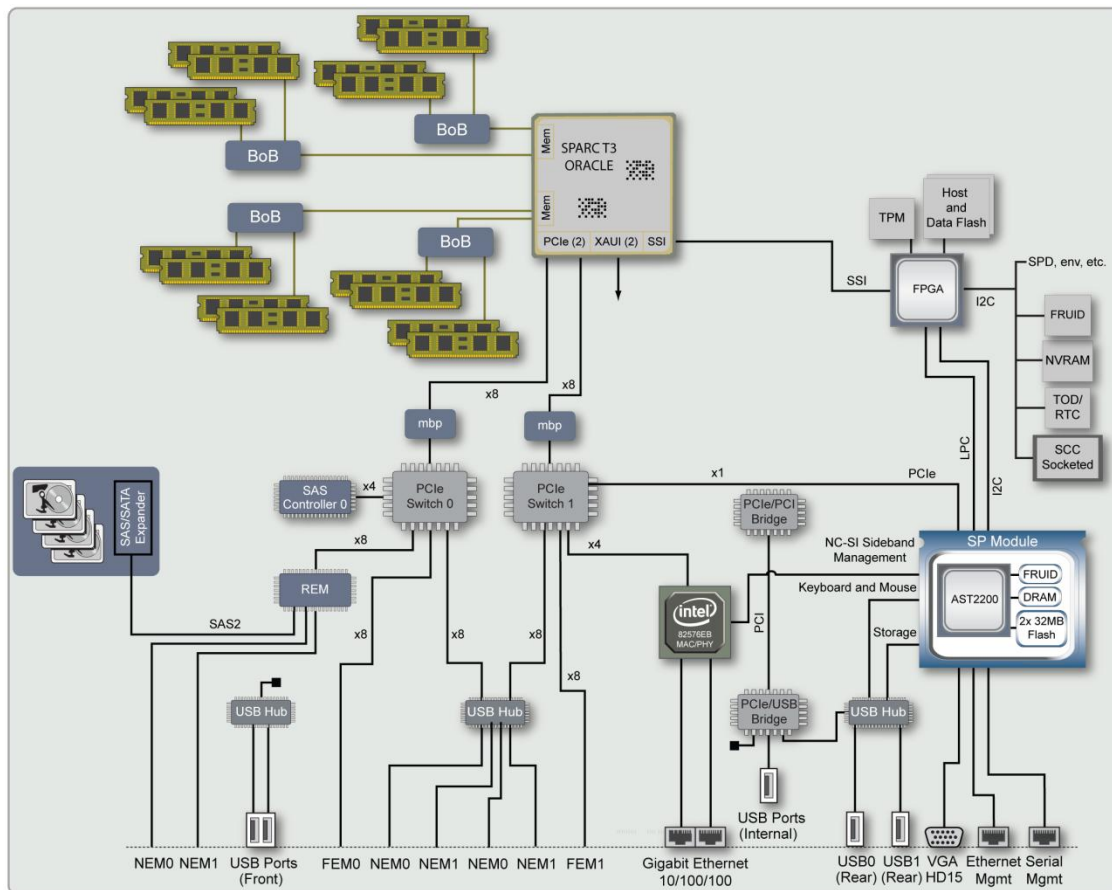 BoB
BoB
BoB
BoB
Mem
Mem
SPARC T3
ORACLE
PCIe (2)
XAUI (2)
SSI
TPM
Host
and
Data Flash
SSI
FPGA
I2C
SPD, env, etc.
FRUID
NVRAM
TOD/
RTC
SCC
Socketed
x8
x8
mbp
mbp
LPC
I2C
SAS/SATA
Expander
SAS
Controller 0
x4
PCIe
Switch 0
PCIe
Switch 1
x1
PCIe
PCIe/PCI
Bridge
x8
x4
REM
SAS2
NC-SI Sideband
Management
Keyboard and Mouse
Storage
SP Module
AST2200
FRUID
DRAM
2x 32MB
Flash
intel
82576EB
MAC/PHY
PCI
x8
x8
x8
USB Hub
USB Hub
PCIe/USB
Bridge
USB Hub
NEM0
NEM1
USB Ports
(Front)
FEM0
NEM0
NEM1
NEM0
NEM1
FEM1
Gigabit Ethernet
10/100/100
USB Ports
(Internal)
USB0
(Rear)
USB1
(Rear)
VGA
HD15
Ethernet
Mgmt
Serial
Mgmt